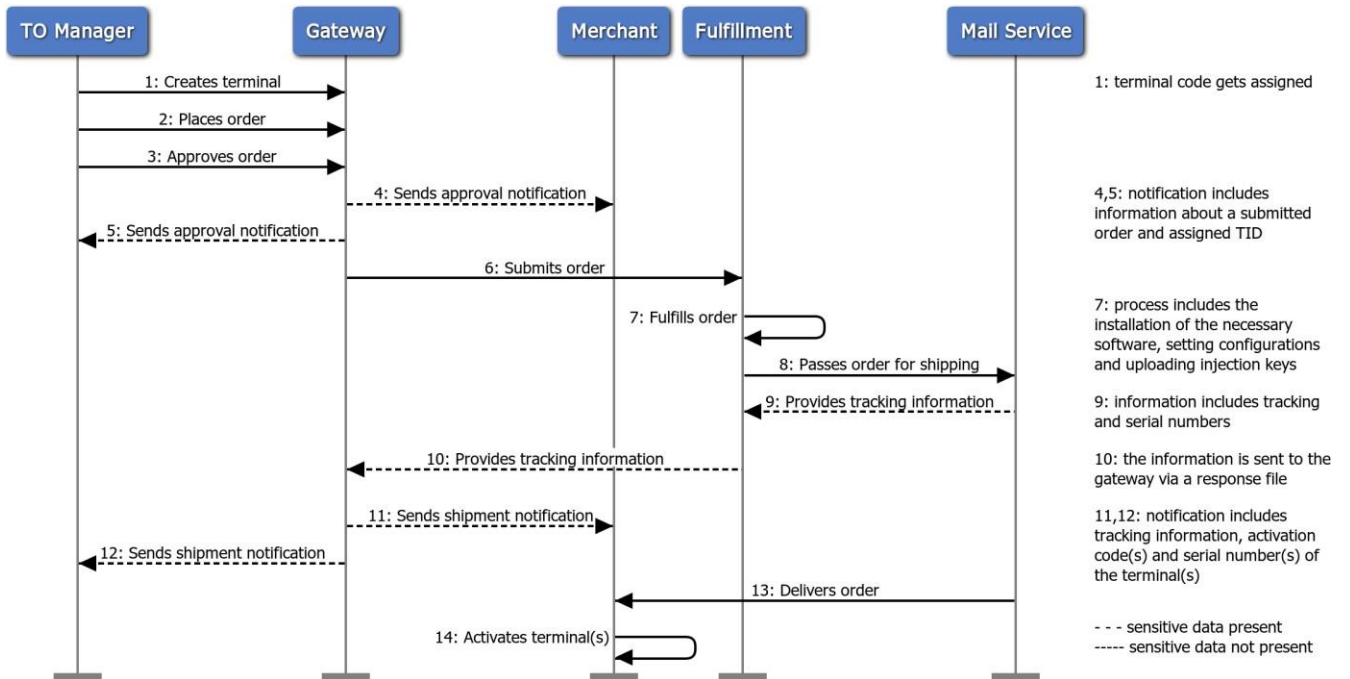 TO Manager
Gateway
Merchant
Fulfillment
Mail Service
1: Creates terminal
1: terminal code gets assigned
2: Places order
3: Approves order
4: Sends approval notification
4,5: notification includes
information about a submitted
order and assigned TID
5: Sends approval notification
6: Submits order
7: Fulfills order
7: process includes the
installation of the necessary
software, setting configurations
and uploading injection keys
8: Passes order for shipping
9: Provides tracking information
9: information includes tracking
and serial numbers
10: Provides tracking information
10: the information is sent to the
gateway via a response file
11: Sends shipment notification
11,12: notification includes
tracking information, activation
code(s) and serial number(s) of
the terminal(s)
12: Sends shipment notification
13: Delivers order
14: Activates terminal(s)
- - - sensitive data present
----- sensitive data not present